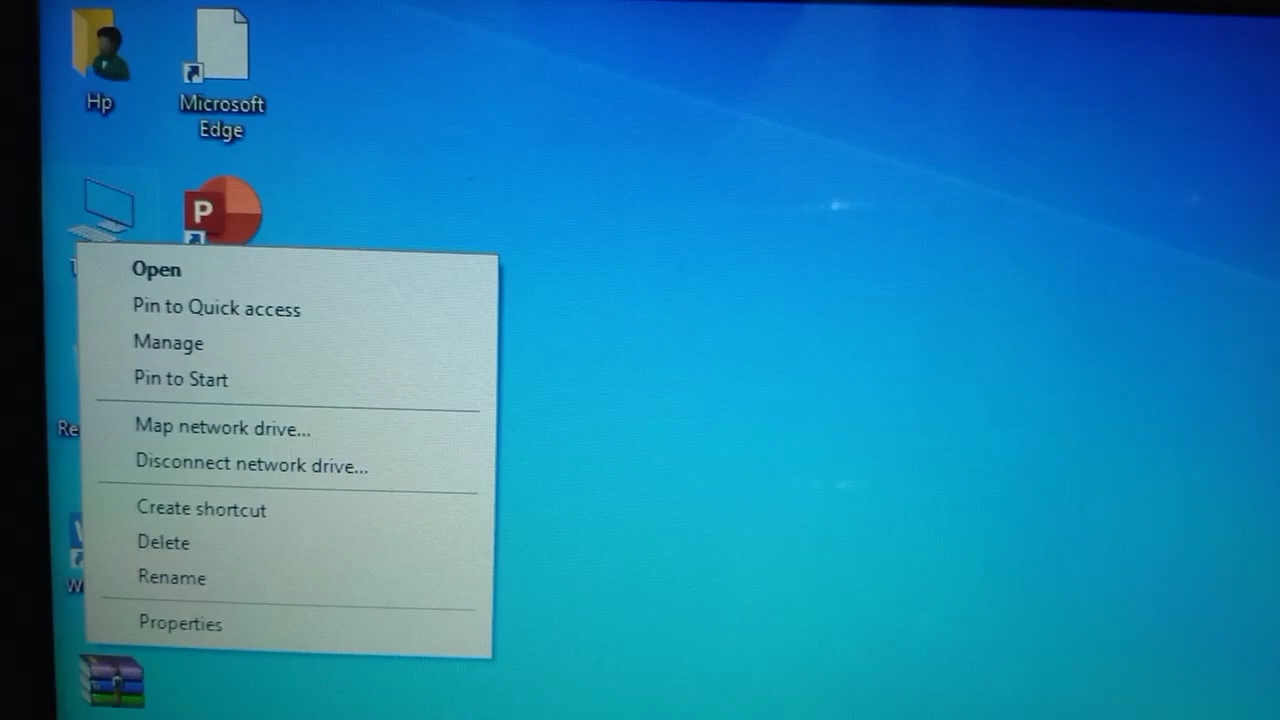 Hp
Microsoft
Edge
P
Open
Pin to Quick access
Manage
Pin to Start
Map network drive...
Disconnect network drive...
Create shortcut
Delete
Rename
Properties